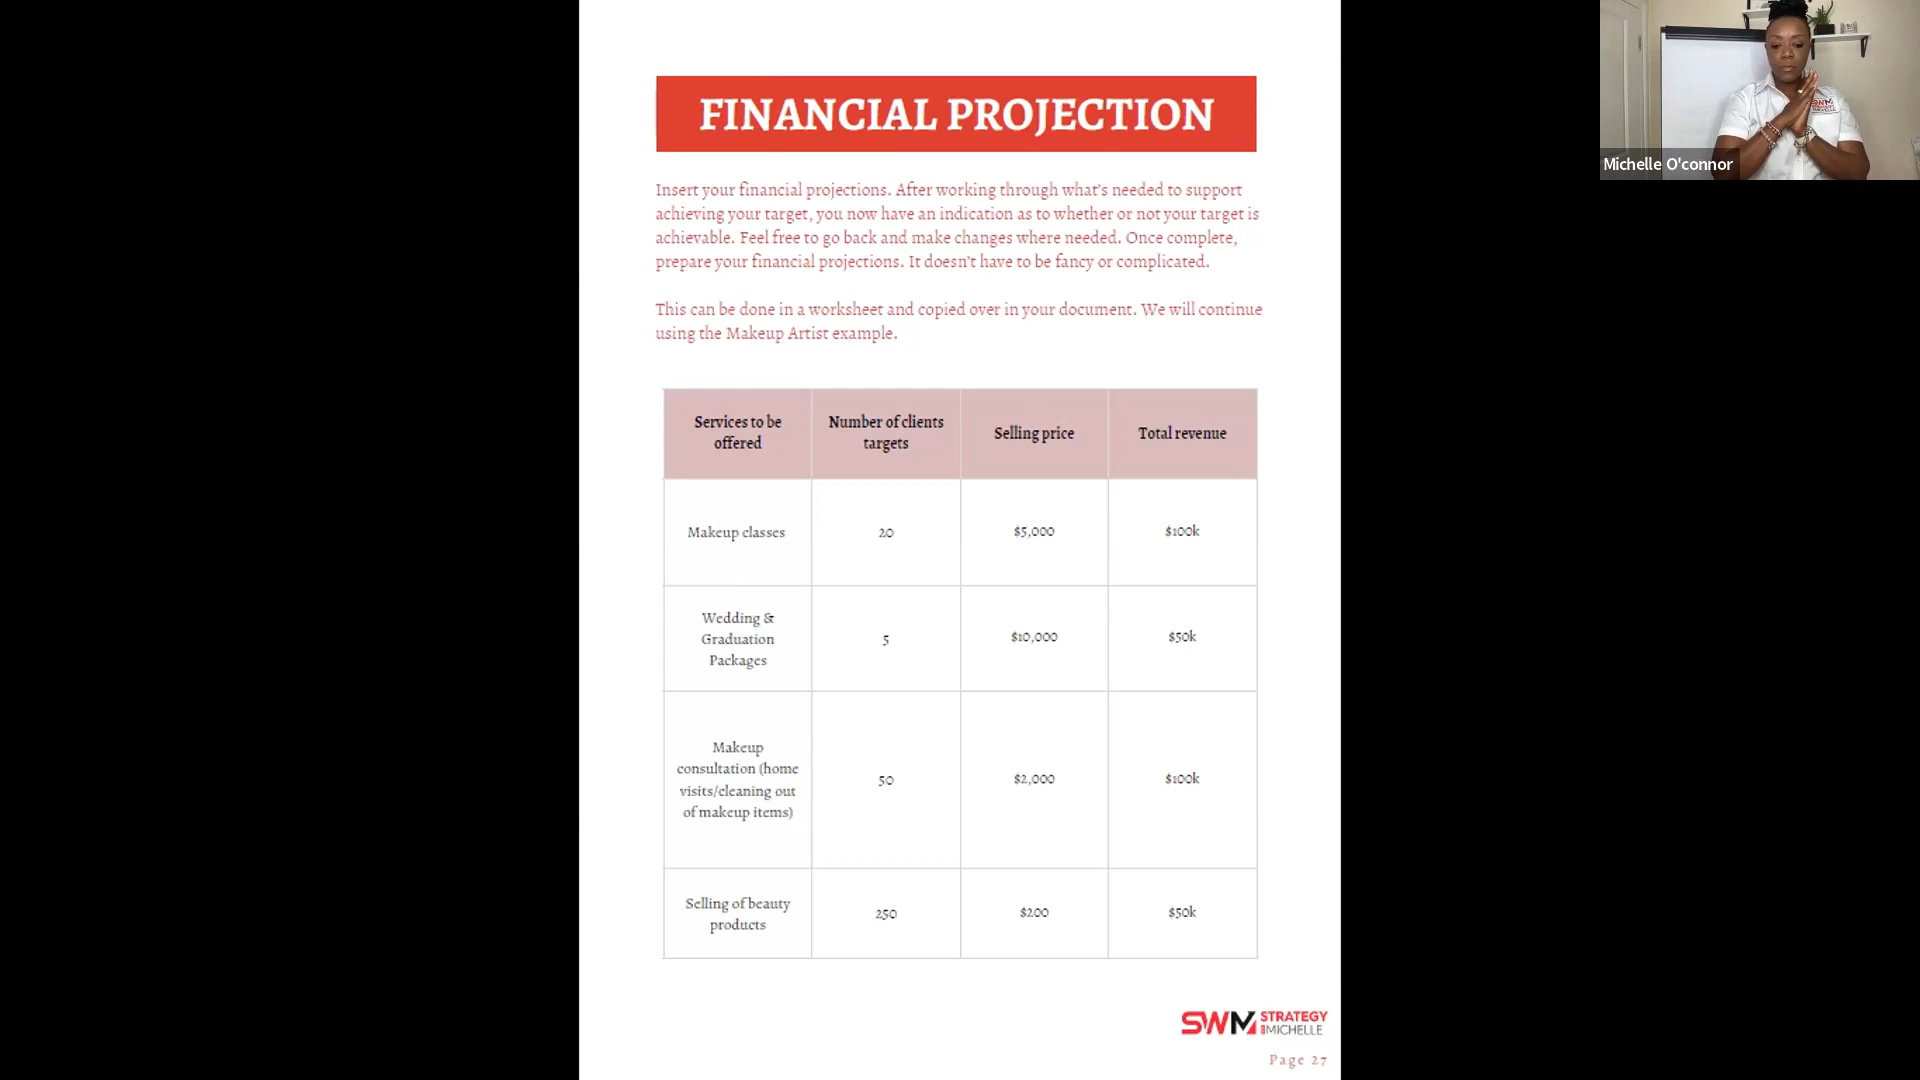 FINANCIAL PROJECTION
Insert your financial projections. After working through what's needed to support
achieving your target, you now have an indication as to whether or not your target is
achievable. Feel free to go back and make changes where needed. Once complete,
prepare your financial projections. It doesn't have to be fancy or complicated.
This can be done in a worksheet and copied over in your document. We will continue
using the Makeup Artist example.
Services to be
offered
Number of clients
targets
Selling price
Total revenue
Makeup classes
20
$5,000
$100k
Wedding &
Graduation
Packages
5
$10,000
$50k
Makeup
consultation (home
visits/cleaning out
of makeup items)
50
$2,000
$100k
Selling of beauty
products
250
$200
$50k
SWM STRATEGY
WITH MICHELLE
Page 27
Michelle O'connor
SWM
STRATEGY
MICHELLE